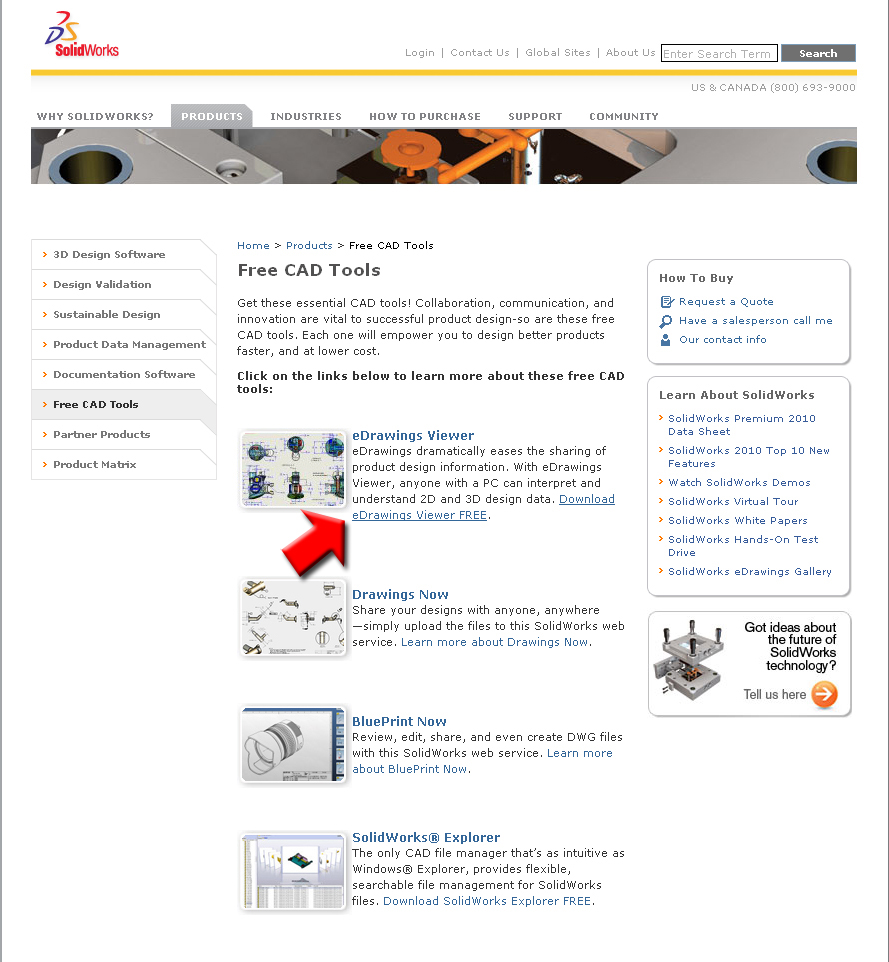 SolidWorks
Login | Contact Us | Global Sites | About Us
Enter Search Term
Search
US & CANADA (800) 693-9000
WHY SOLIDWORKS?
PRODUCTS
INDUSTRIES
HOW TO PURCHASE
SUPPORT
COMMUNITY
3D Design Software
Design Validation
Sustainable Design
Product Data Management
Documentation Software
Free CAD Tools
Partner Products
Product Matrix
Home > Products > Free CAD Tools
Free CAD Tools
Get these essential CAD tools! Collaboration, communication, and
innovation are vital to successful product design-so are these free
CAD tools. Each one will empower you to design better products
faster, and at lower cost.
Click on the links below to learn more about these free CAD
tools:
eDrawings Viewer
eDrawings dramatically eases the sharing of
product design information. With eDrawings
Viewer, anyone with a PC can interpret and
understand 2D and 3D design data. Download
eDrawings Viewer FREE.
Drawings Now
Share your designs with anyone, anywhere
—simply upload the files to this SolidWorks web
service. Learn more about Drawings Now.
BluePrint Now
Review, edit, share, and even create DWG files
with this SolidWorks web service. Learn more
about BluePrint Now.
SolidWorks® Explorer
The only CAD file manager that's as intuitive as
Windows® Explorer, provides flexible,
searchable file management for SolidWorks
files. Download SolidWorks Explorer FREE.
How To Buy
Request a Quote
Have a salesperson call me
Our contact info
Learn About SolidWorks
SolidWorks Premium 2010
Data Sheet
SolidWorks 2010 Top 10 New
Features
Watch SolidWorks Demos
SolidWorks Virtual Tour
SolidWorks White Papers
SolidWorks Hands-On Test
Drive
SolidWorks eDrawings Gallery
Got ideas about
the future of
SolidWorks
technology?
Tell us here